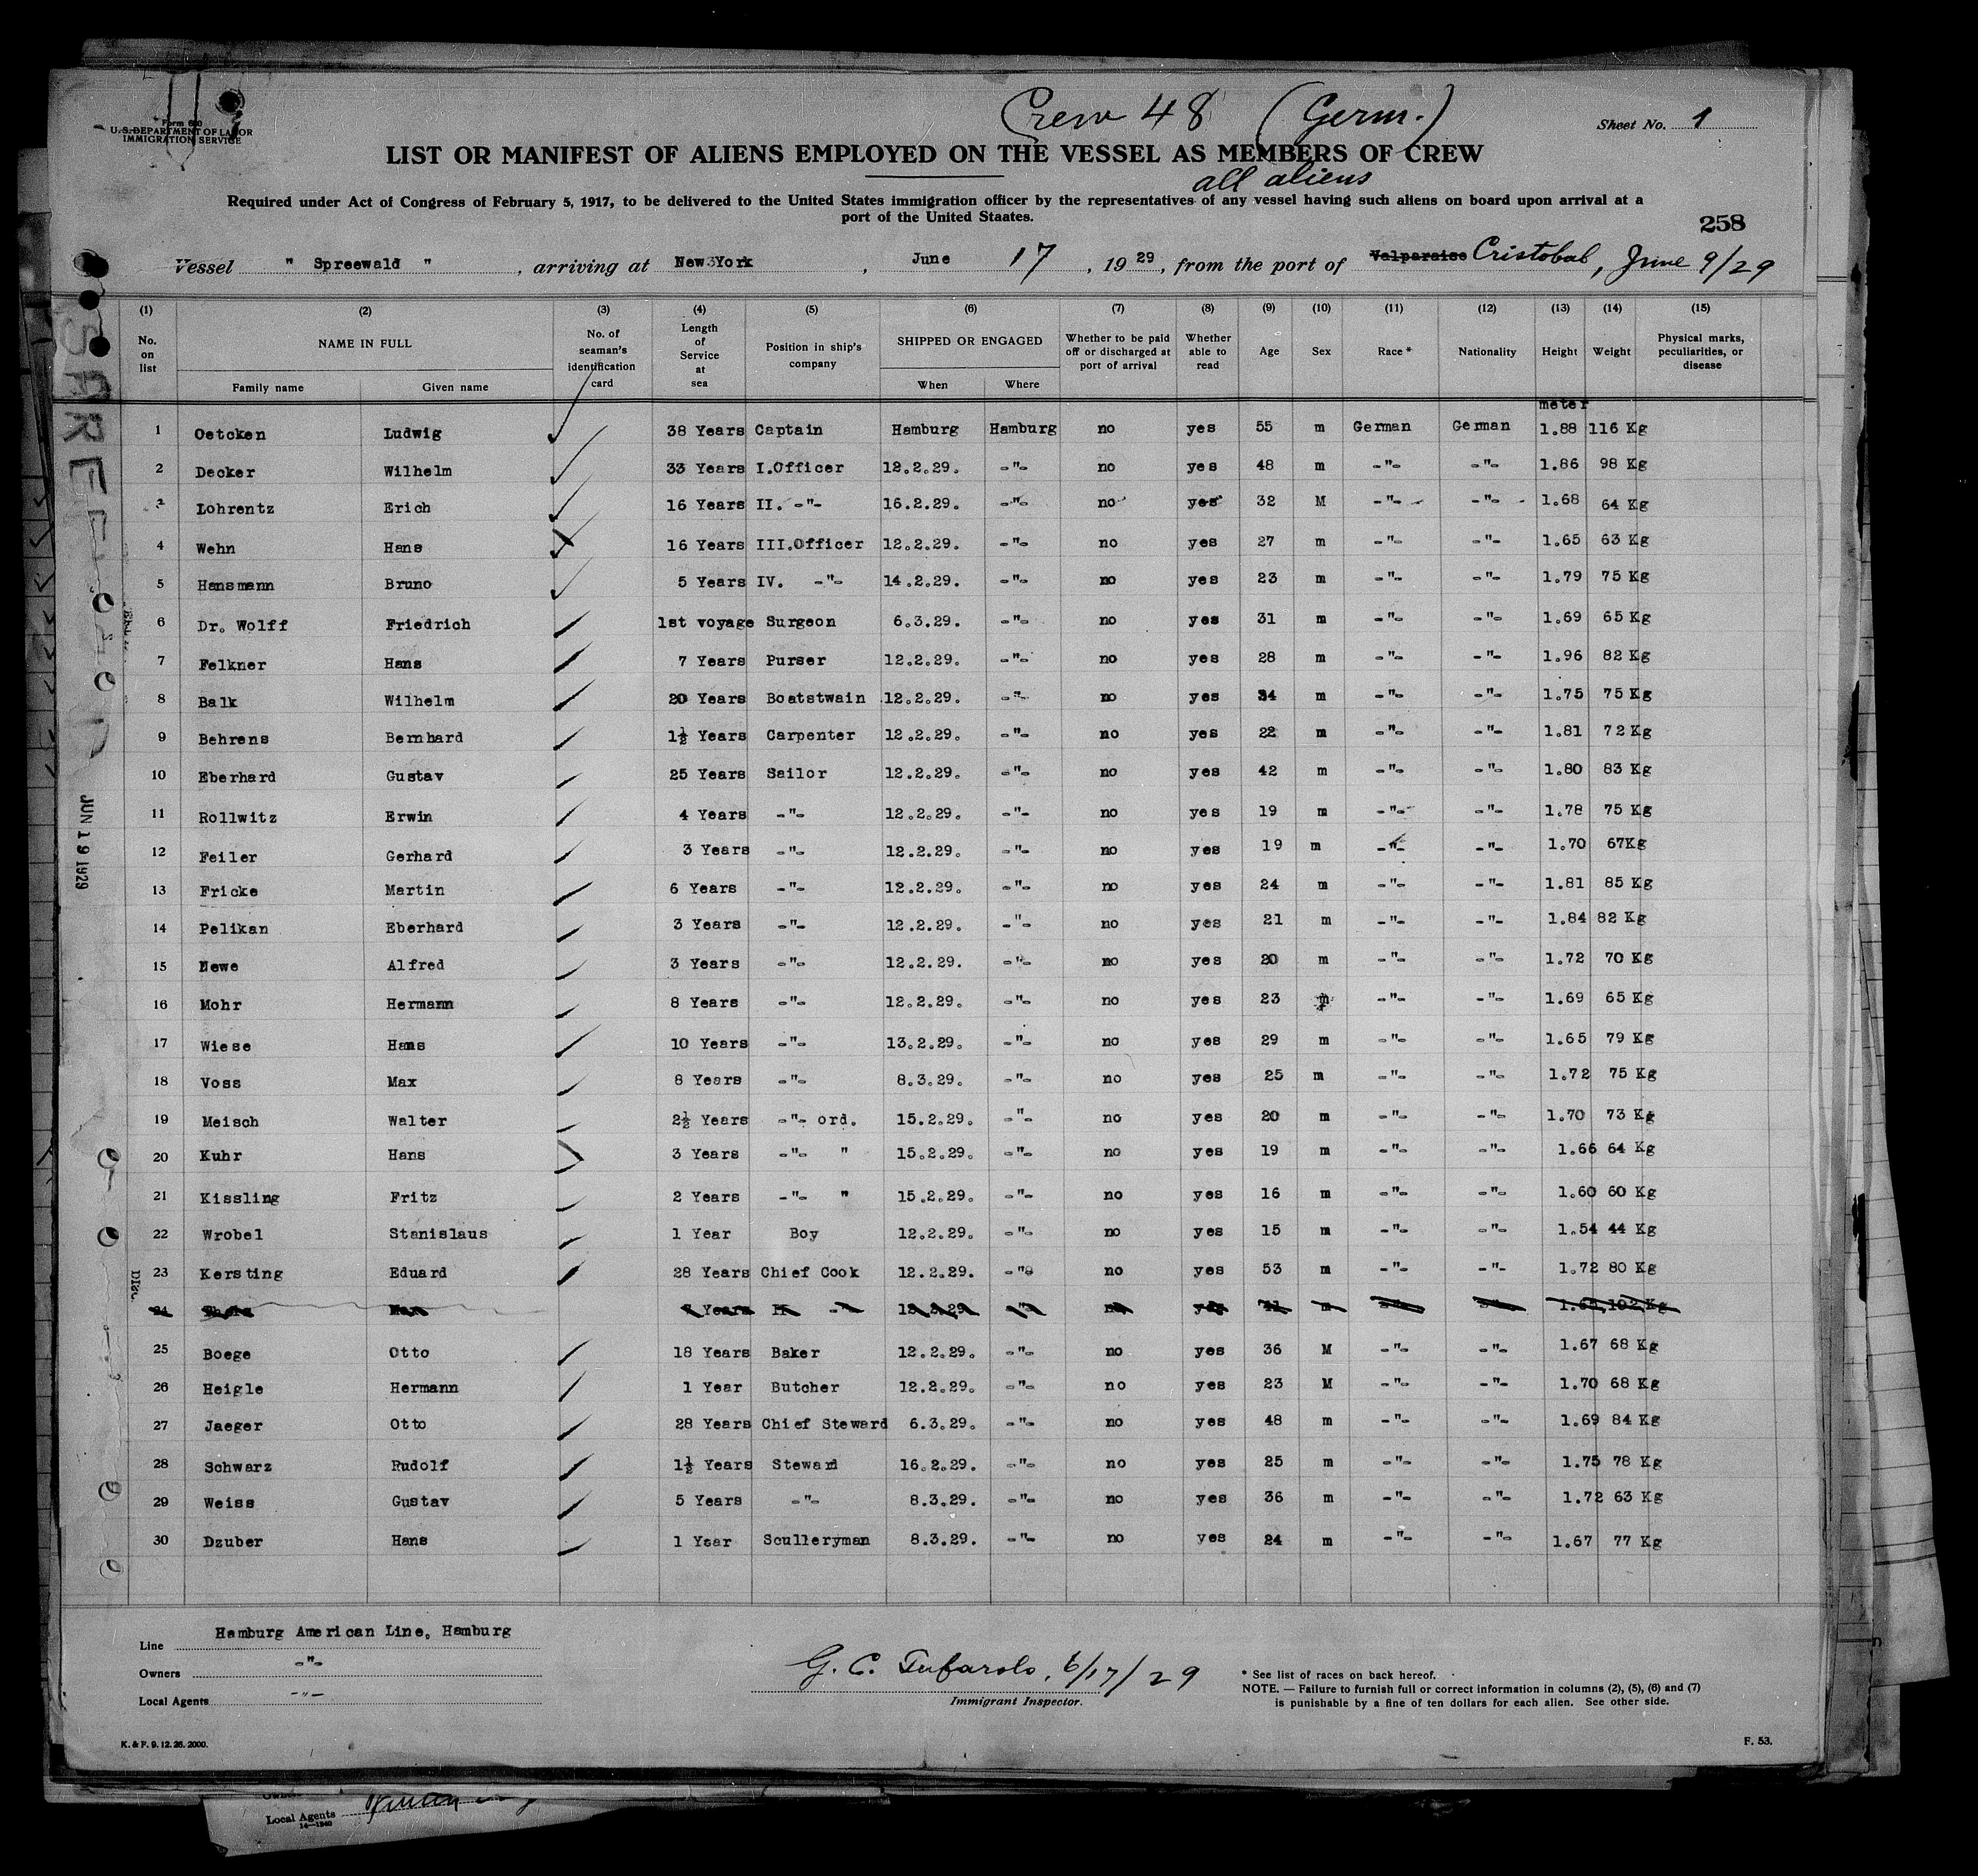 Crew 48 (Germ.)
Form 680
U.S. DEPARTMENT OF LABOR
IMMIGRATION SERVICE
Sheet No. 1
LIST OR MANIFEST OF ALIENS EMPLOYED ON THE VESSEL AS MEMBERS OF CREW
all aliens
Required under Act of Congress of February 5, 1917, to be delivered to the United States immigration officer by the representatives of any vessel having such aliens on board upon arrival at a
port of the United Staates.
258
Vessel " Spreewald " , arriving at New York , June 17 , 19 29 , from the port of Valparaiso Cristobal, June 9/29
(1) (2) (3) (4) (5) (6) (7) (8) (9) (10) (11) (12) (13) (14) (15)
No. on list NAME IN FULL Family name Given name No. of seaman's identification card Length of Service at sea Position in ship's company SHIPPED OR ENGAGED When Where Whether to be paid off or discharged at port of arrival Whether able to read Age Sex Race * Nationality Height Weight Physical marks, peculiarities, or disease
meter
1 Oetcken Ludwig 38 Years Captain Hamburg Hamburg no yes 55 m German German 1.88 116 Kg
2 Decker Wilhelm 33 Years I.Officer 12.2.29. -"- no yes 48 m -"- -"- 1.86 98 Kg
3 Lohrentz Erich 16 Years II. -"- 16.2.29. -"- no yes 32 M -"- -"- 1.68 64 Kg
4 Wehn Hans 16 Years III.Officer 12.2.29. -"- no yes 27 m -"- -"- 1.65 63 Kg
5 Hansmann Bruno 5 Years IV. -"- 14.2.29. -"- no yes 23 m -"- -"- 1.79 75 Kg
6 Dr. Wolff Friedrich 1st voyage Surgeon 6.3.29. -"- no yes 31 m -"- -"- 1.69 65 Kg
7 Felkner Hans 7 Years Purser 12.2.29. -"- no yes 28 m -"- -"- 1.96 82 Kg
8 Balk Wilhelm 20 Years Boatstwain 12.2.29. -"- no yes 34 m -"- -"- 1.75 75 Kg
9 Behrens Bernhard 1½ Years Carpenter 12.2.29. -"- no yes 22 m -"- -"- 1.81 72 Kg
10 Eberhard Gustav 25 Years Sailor 12.2.29. -"- no yes 42 m -"- -"- 1.80 83 Kg
11 Rollwitz Erwin 4 Years -"- 12.2.29. -"- no yes 19 m -"- -"- 1.78 75 Kg
12 Feiler Gerhard 3 Years -"- 12.2.29. -"- no yes 19 m -"- -"- 1.70 67Kg
13 Fricke Martin 6 Years -"- 12.2.29. -"- no yes 24 m -"- -"- 1.81 85 Kg
14 Pelikan Eberhard 3 Years -"- 12.2.29. -"- no yes 21 m -"- -"- 1.84 82 Kg
15 Newe Alfred 3 Years -"- 12.2.29. -"- no yes 20 m -"- -"- 1.72 70 Kg
16 Mohr Hermann 8 Years -"- 12.2.29. -"- no yes 23 m -"- -"- 1.69 65 Kg
17 Wiese Hans 10 Years -"- 13.2.29. -"- no yes 29 m -"- -"- 1.65 79 Kg
18 Voss Max 8 Years -"- 8.3.29. -"- no yes 25 m -"- -"- 1.72 75 Kg
19 Meisch Walter 2½ Years -"- ord. 15.2.29. -"- no yes 20 m -"- -"- 1.70 73 Kg
20 Kuhr Hans 3 Years -"- " 15.2.29. -"- no yes 19 m -"- -"- 1.66 64 Kg
21 Kissling Fritz 2 Years -"- " 15.2.29. -"- no yes 16 m -"- -"- 1.60 60 Kg
22 Wrobel Stanislaus 1 Year Boy 12.2.29. -"- no yes 15 m -"- -"- 1.54 44 Kg
23 Kersting Eduard 28 Years Chief Cook 12.2.29. -"- no yes 53 m -"- -"- 1.72 80 Kg
24 Max Years II -"- -"- no yes m -"- -"- Kg
25 Boege Otto 18 Years Baker 12.2.29. -"- no yes 36 M -"- -"- 1.67 68 Kg
26 Heigle Hermann 1 Year Butcher 12.2.29. -"- no yes 23 M -"- -"- 1.70 68 Kg
27 Jaeger Otto 28 Years Chief Steward 6.3.29. -"- no yes 48 m -"- -"- 1.69 84 Kg
28 Schwarz Rudolf 1½ Years Steward 16.2.29. -"- no yes 25 m -"- -"- 1.75 78 Kg
29 Weiss Gustav 5 Years -"- 8.3.29. -"- no yes 36 m -"- -"- 1.72 63 Kg
30 Dzuber Hans 1 Year Sculleryman 8.3.29. -"- no yes 24 m -"- -"- 1.67 77 Kg
JUN 19 1929
DISC.
Line Hamburg American Line, Hamburg
Owners -"-
Local Agents -"-
G. C. Tufarolo, 6/17/29
Immigrant Inspector.
* See list of races on back hereof.
NOTE. — Failure to furnish full or correct information in columns (2), (5), (6) and (7)
is punishable by a fine of ten dollars for each alien. See other side.
K. & F. 9. 12. 28. 2000.
F. 53.
Local Agents
14—1940